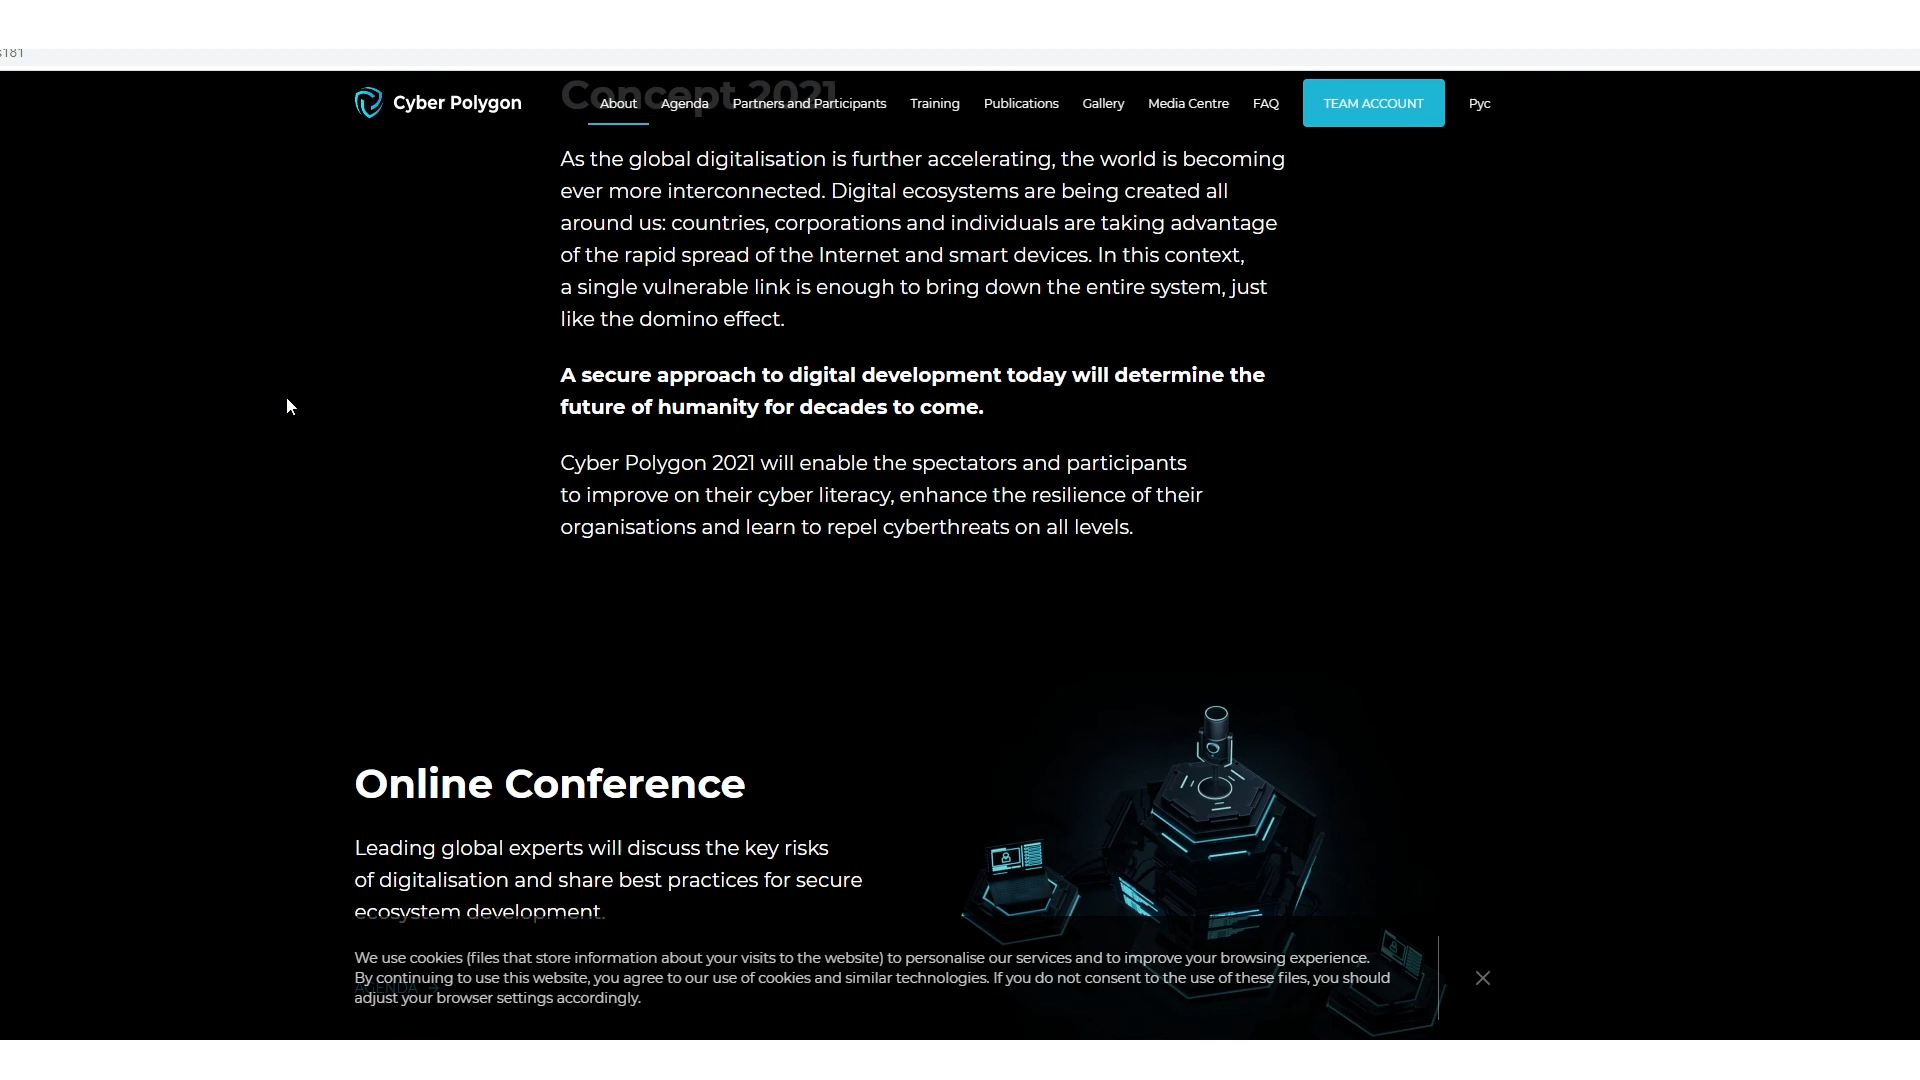 181
Concept 2021
Cyber Polygon
About
Agenda
Partners and Participants
Training
Publications
Gallery
Media Centre
FAQ
TEAM ACCOUNT
Рус
As the global digitalisation is further accelerating, the world is becoming
ever more interconnected. Digital ecosystems are being created all
around us: countries, corporations and individuals are taking advantage
of the rapid spread of the Internet and smart devices. In this context,
a single vulnerable link is enough to bring down the entire system, just
like the domino effect.
A secure approach to digital development today will determine the
future of humanity for decades to come.
Cyber Polygon 2021 will enable the spectators and participants
to improve on their cyber literacy, enhance the resilience of their
organisations and learn to repel cyberthreats on all levels.
Online Conference
Leading global experts will discuss the key risks
of digitalisation and share best practices for secure
ecosystem development.
AGENDA →
We use cookies (files that store information about your visits to the website) to personalise our services and to improve your browsing experience.
By continuing to use this website, you agree to our use of cookies and similar technologies. If you do not consent to the use of these files, you should
adjust your browser settings accordingly.